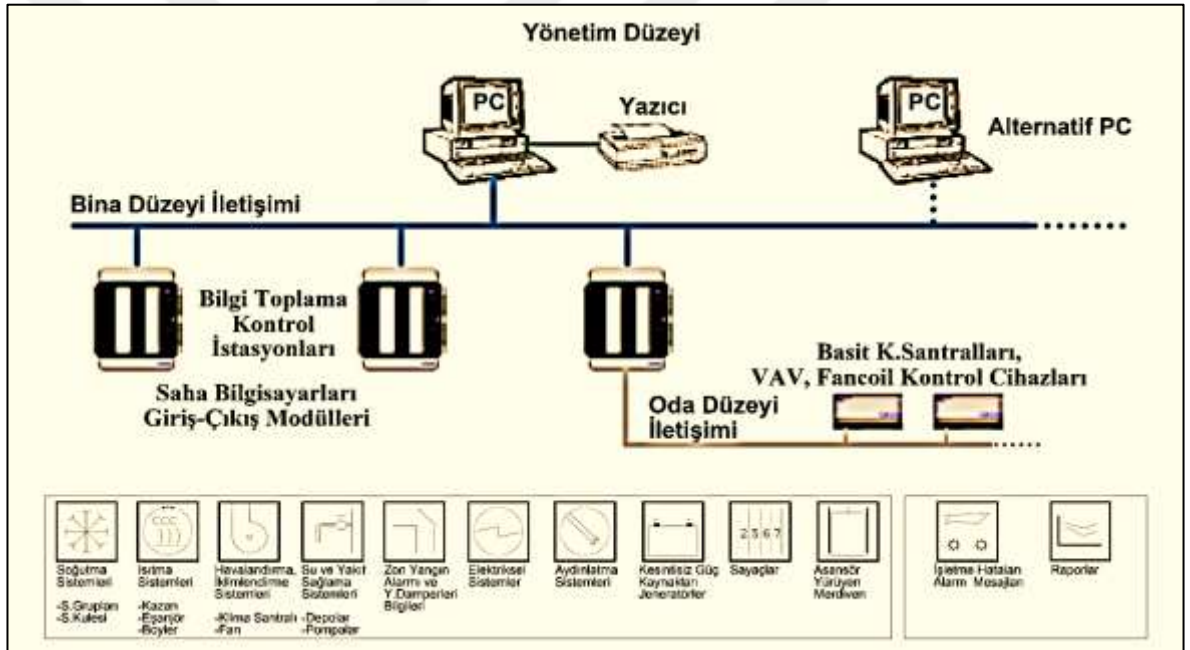 Yönetim Düzeyi
PC
Yazıcı
PC
Alternatif PC
Bina Düzeyi İletişimi
Bilgi Toplama
Kontrol
İstasyonları
Saha Bilgisayarları
Giriş-Çıkış Modülleri
Basit K.Santralları,
VAV, Fancoil Kontrol Cihazları
Oda Düzeyi
İletişimi
Soğutma
Sistemleri
-S.Grupları
-S.Kulesi
Isıtma
Sistemleri
-Kazan
-Eşanjör
-Boyler
Havalandırma,
İklimlendirme
Sistemleri
-Klima Santralı
-Fan
Su ve Yakıt
Sağlama
Sistemleri
-Depolar
-Pompalar
Zon Yangın
Alarmı ve
Y.Damperleri
Bilgileri
Elektriksel
Sistemler
Aydınlatma
Sistemleri
Kesintisiz Güç
Kaynakları
Jeneratörler
2 5 6 7
Sayaçlar
Asansör
Yürüyen
Merdiven
İşletme Hataları
Alarm Mesajları
Raporlar